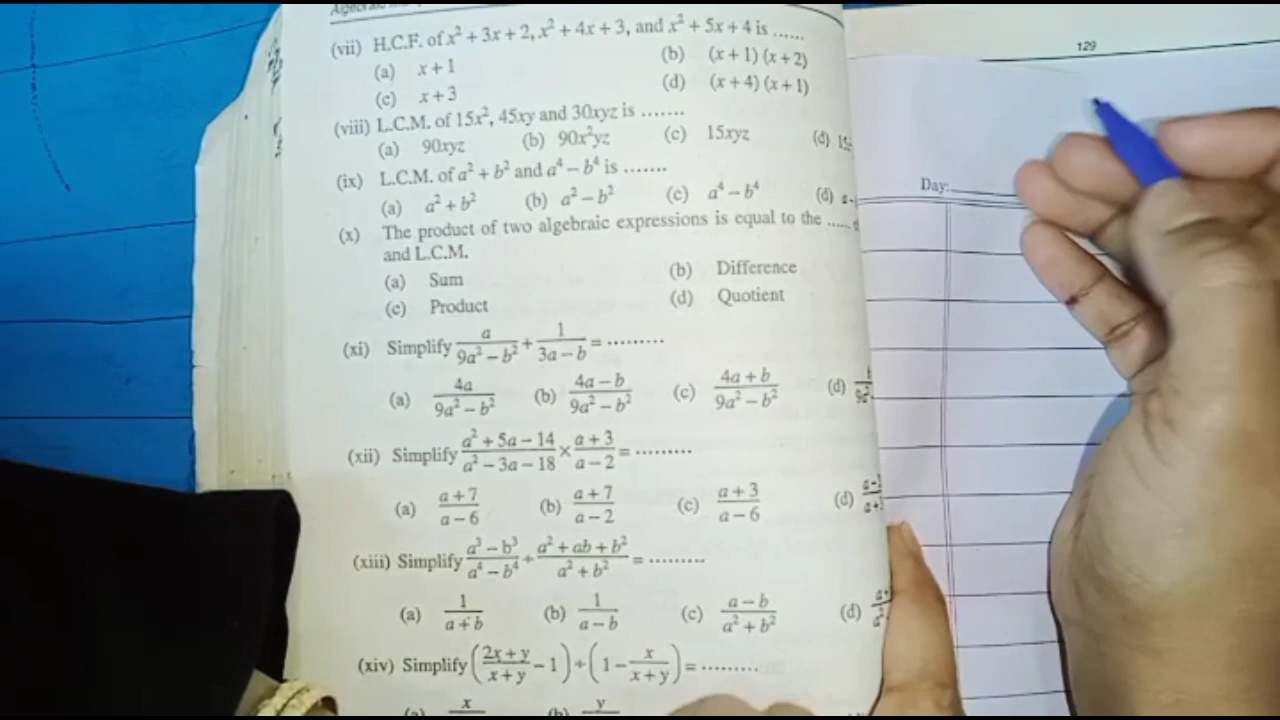 (vii) H.C.F. of x² + 3x + 2, x² + 4x + 3, and x² + 5x + 4 is ......
(a) x + 1 (b) (x + 1) (x + 2)
(c) x + 3 (d) (x + 4) (x + 1)
(viii) L.C.M. of 15x², 45xy and 30xyz is .......
(a) 90xyz (b) 90x²yz (c) 15xyz (d) 15
(ix) L.C.M. of a² + b² and a⁴ – b⁴ is .......
(a) a² + b² (b) a² – b² (c) a⁴ – b⁴ (d) a –
(x) The product of two algebraic expressions is equal to the ......
and L.C.M.
(a) Sum (b) Difference
(c) Product (d) Quotient
(xi) Simplify a/(9a² – b²) + 1/(3a – b) = .........
(a) 4a/(9a² – b²) (b) (4a – b)/(9a² – b²) (c) (4a + b)/(9a² – b²) (d)
(xii) Simplify (a² + 5a – 14)/(a² – 3a – 18) × (a + 3)/(a – 2) = .........
(a) (a + 7)/(a – 6) (b) (a + 7)/(a – 2) (c) (a + 3)/(a – 6) (d)
(xiii) Simplify (a³ – b³)/(a⁴ – b⁴) ÷ (a² + ab + b²)/(a² + b²) = .........
(a) 1/(a + b) (b) 1/(a – b) (c) (a – b)/(a² + b²) (d)
(xiv) Simplify ((2x + y)/(x + y) – 1) ÷ (1 – x/(x + y)) = .........
(a) x (b) y
129
Day: